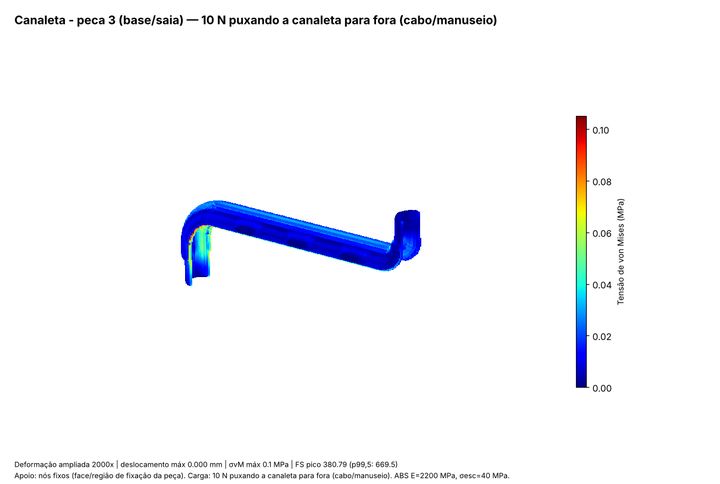 Canaleta - peca 3 (base/saia) — 10 N puxando a canaleta para fora (cabo/manuseio)
0.10
0.08
0.06
0.04
0.02
0.00
Tensão de von Mises (MPa)
Deformação ampliada 2000x | deslocamento máx 0.000 mm | σvM máx 0.1 MPa | FS pico 380.79 (p99,5: 669.5)
Apoio: nós fixos (face/região de fixação da peça). Carga: 10 N puxando a canaleta para fora (cabo/manuseio). ABS E=2200 MPa, σesc=40 MPa.